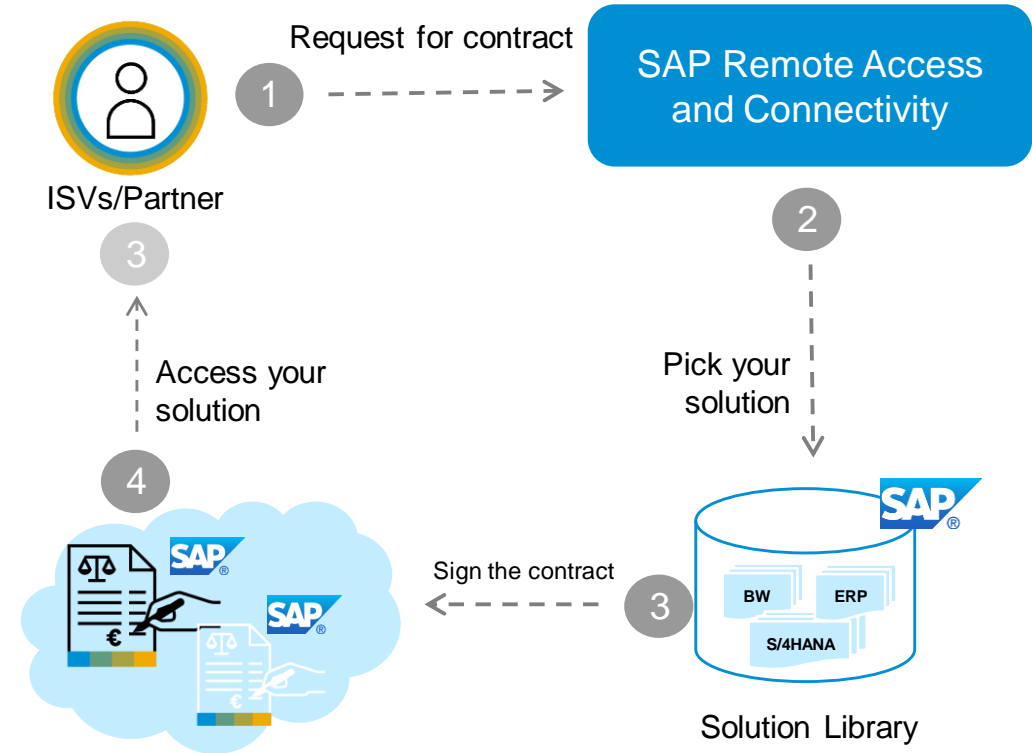 Request for contract
1
SAP Remote Access
and Connectivity
ISVs/Partner
3
2
Access your
solution
Pick your
solution
4
SAP®
SAP®
€
SAP®
€
Sign the contract
3
BW
ERP
S/4HANA
Solution Library